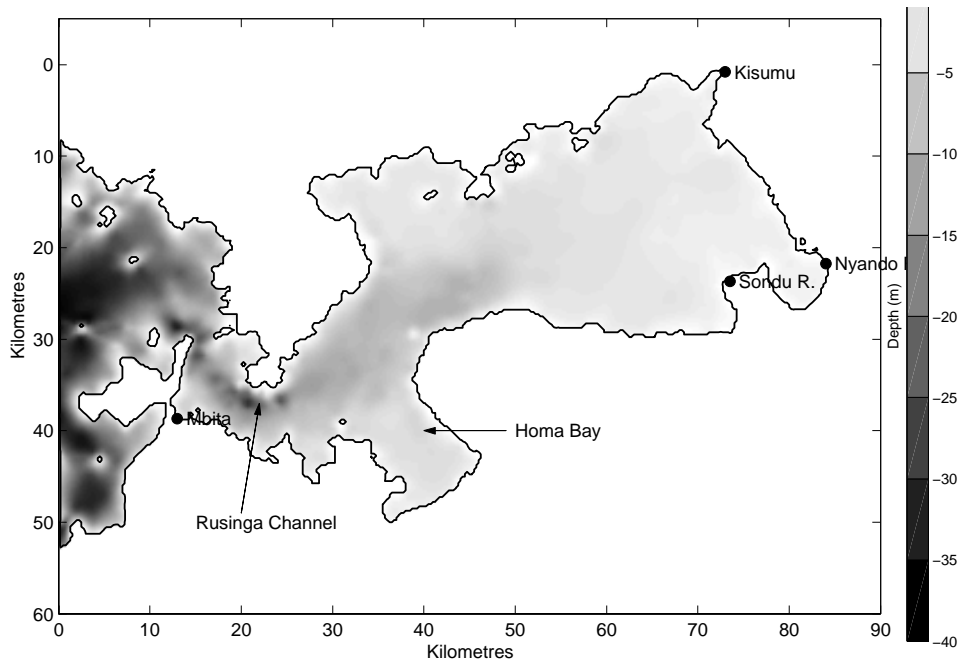 0
10
20
30
40
50
60
Kilometres
0
10
20
30
40
50
60
70
80
90
Kilometres
Kisumu
Nyando
Sondu R.
Mbita
Homa Bay
Rusinga Channel
Depth (m)
−5
−10
−15
−20
−25
−30
−35
−40